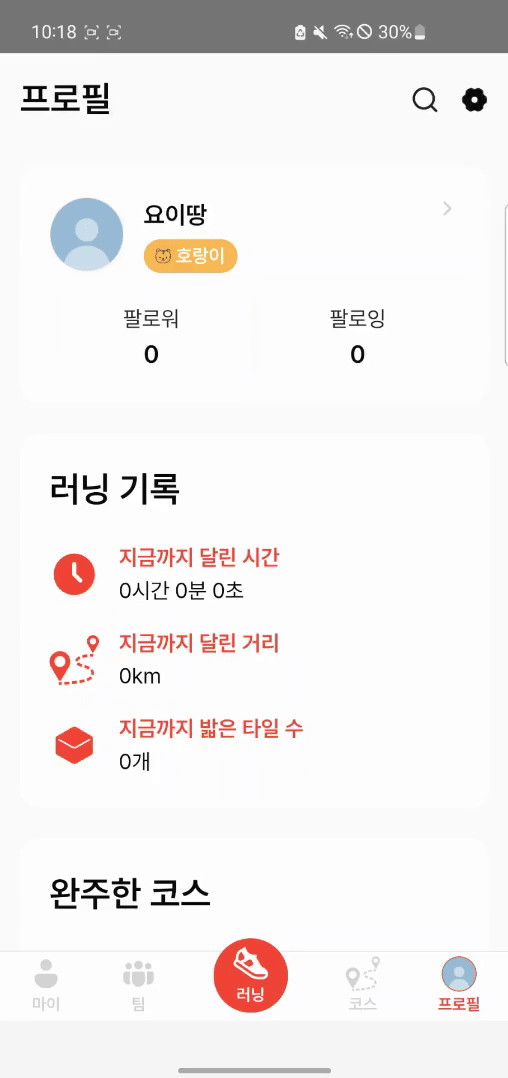 10:18 30%
프로필
요이땅
호랑이
팔로워 팔로잉
0 0
러닝 기록
지금까지 달린 시간
0시간 0분 0초
지금까지 달린 거리
0km
지금까지 밟은 타일 수
0개
완주한 코스
마이 팀 러닝 코스 프로필